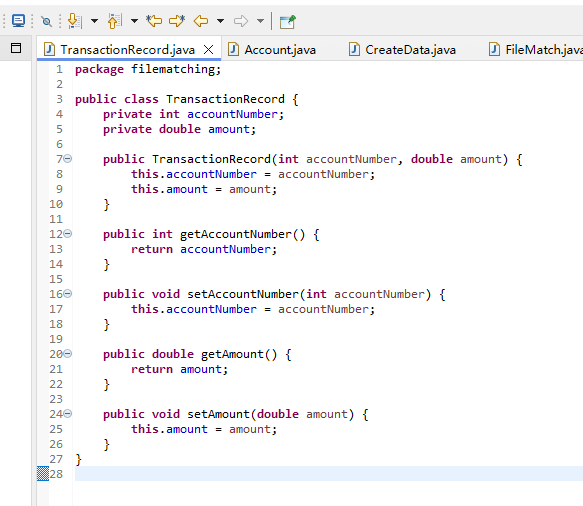 TransactionRecord.java Account.java CreateData.java FileMatch.java
1 package filematching;
2
3 public class TransactionRecord {
4     private int accountNumber;
5     private double amount;
6
7     public TransactionRecord(int accountNumber, double amount) {
8         this.accountNumber = accountNumber;
9         this.amount = amount;
10     }
11
12     public int getAccountNumber() {
13         return accountNumber;
14     }
15
16     public void setAccountNumber(int accountNumber) {
17         this.accountNumber = accountNumber;
18     }
19
20     public double getAmount() {
21         return amount;
22     }
23
24     public void setAmount(double amount) {
25         this.amount = amount;
26     }
27 }
28